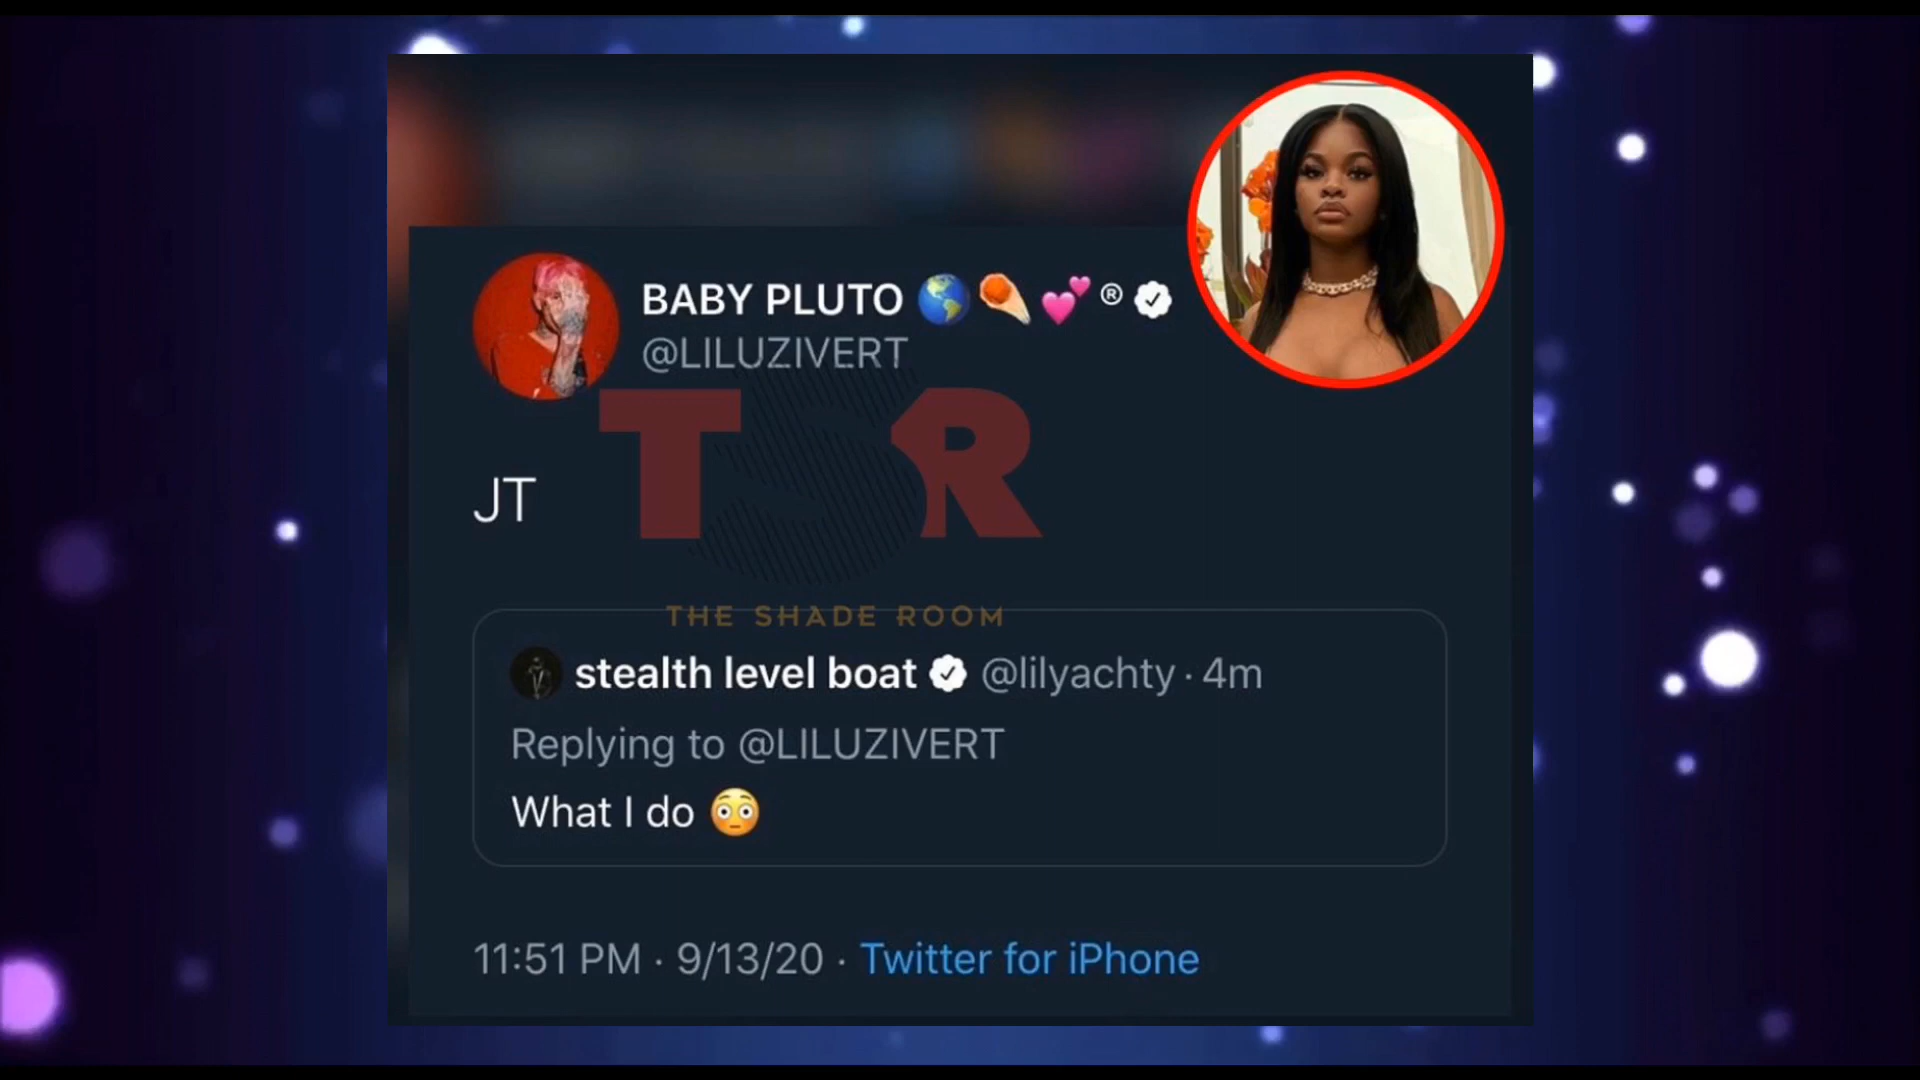 BABY PLUTO 🌎☄️💕 ®
@LILUZIVERT
TSR
JT
THE SHADE ROOM
stealth level boat @lilyachty · 4m
Replying to @LILUZIVERT
What I do 😳
11:51 PM · 9/13/20 · Twitter for iPhone